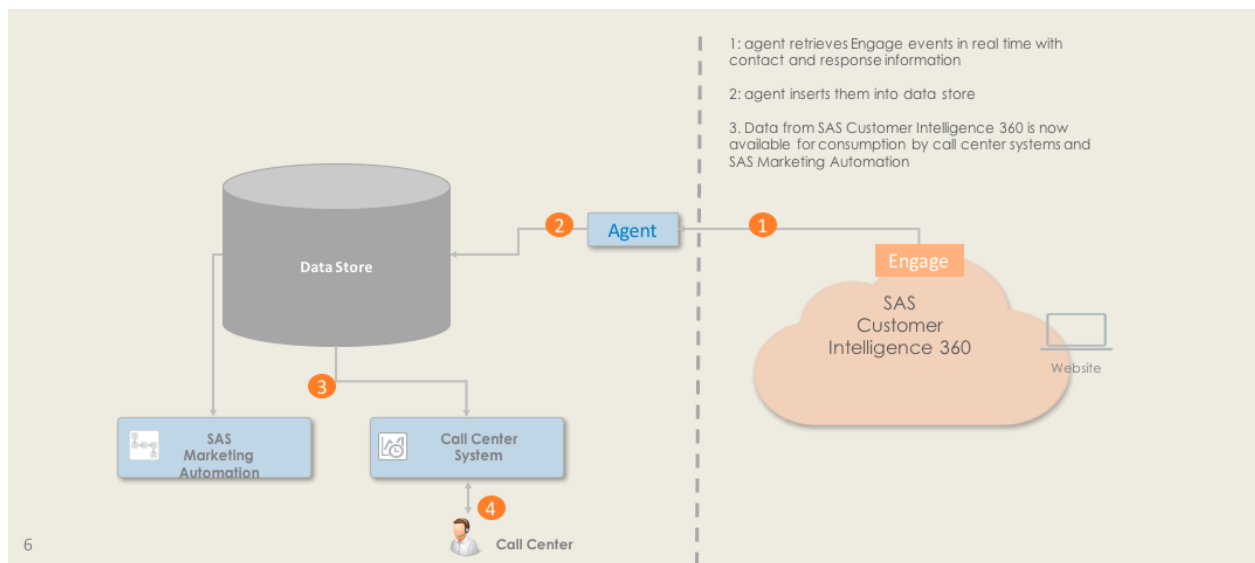 1: agent retrieves Engage events in real time with
contact and response information
2: agent inserts them into data store
3. Data from SAS Customer Intelligence 360 is now
available for consumption by call center systems and
SAS Marketing Automation
2
Agent
1
Data Store
Engage
SAS
Customer
Intelligence 360
Website
3
SAS
Marketing
Automation
Call Center
System
4
Call Center
6